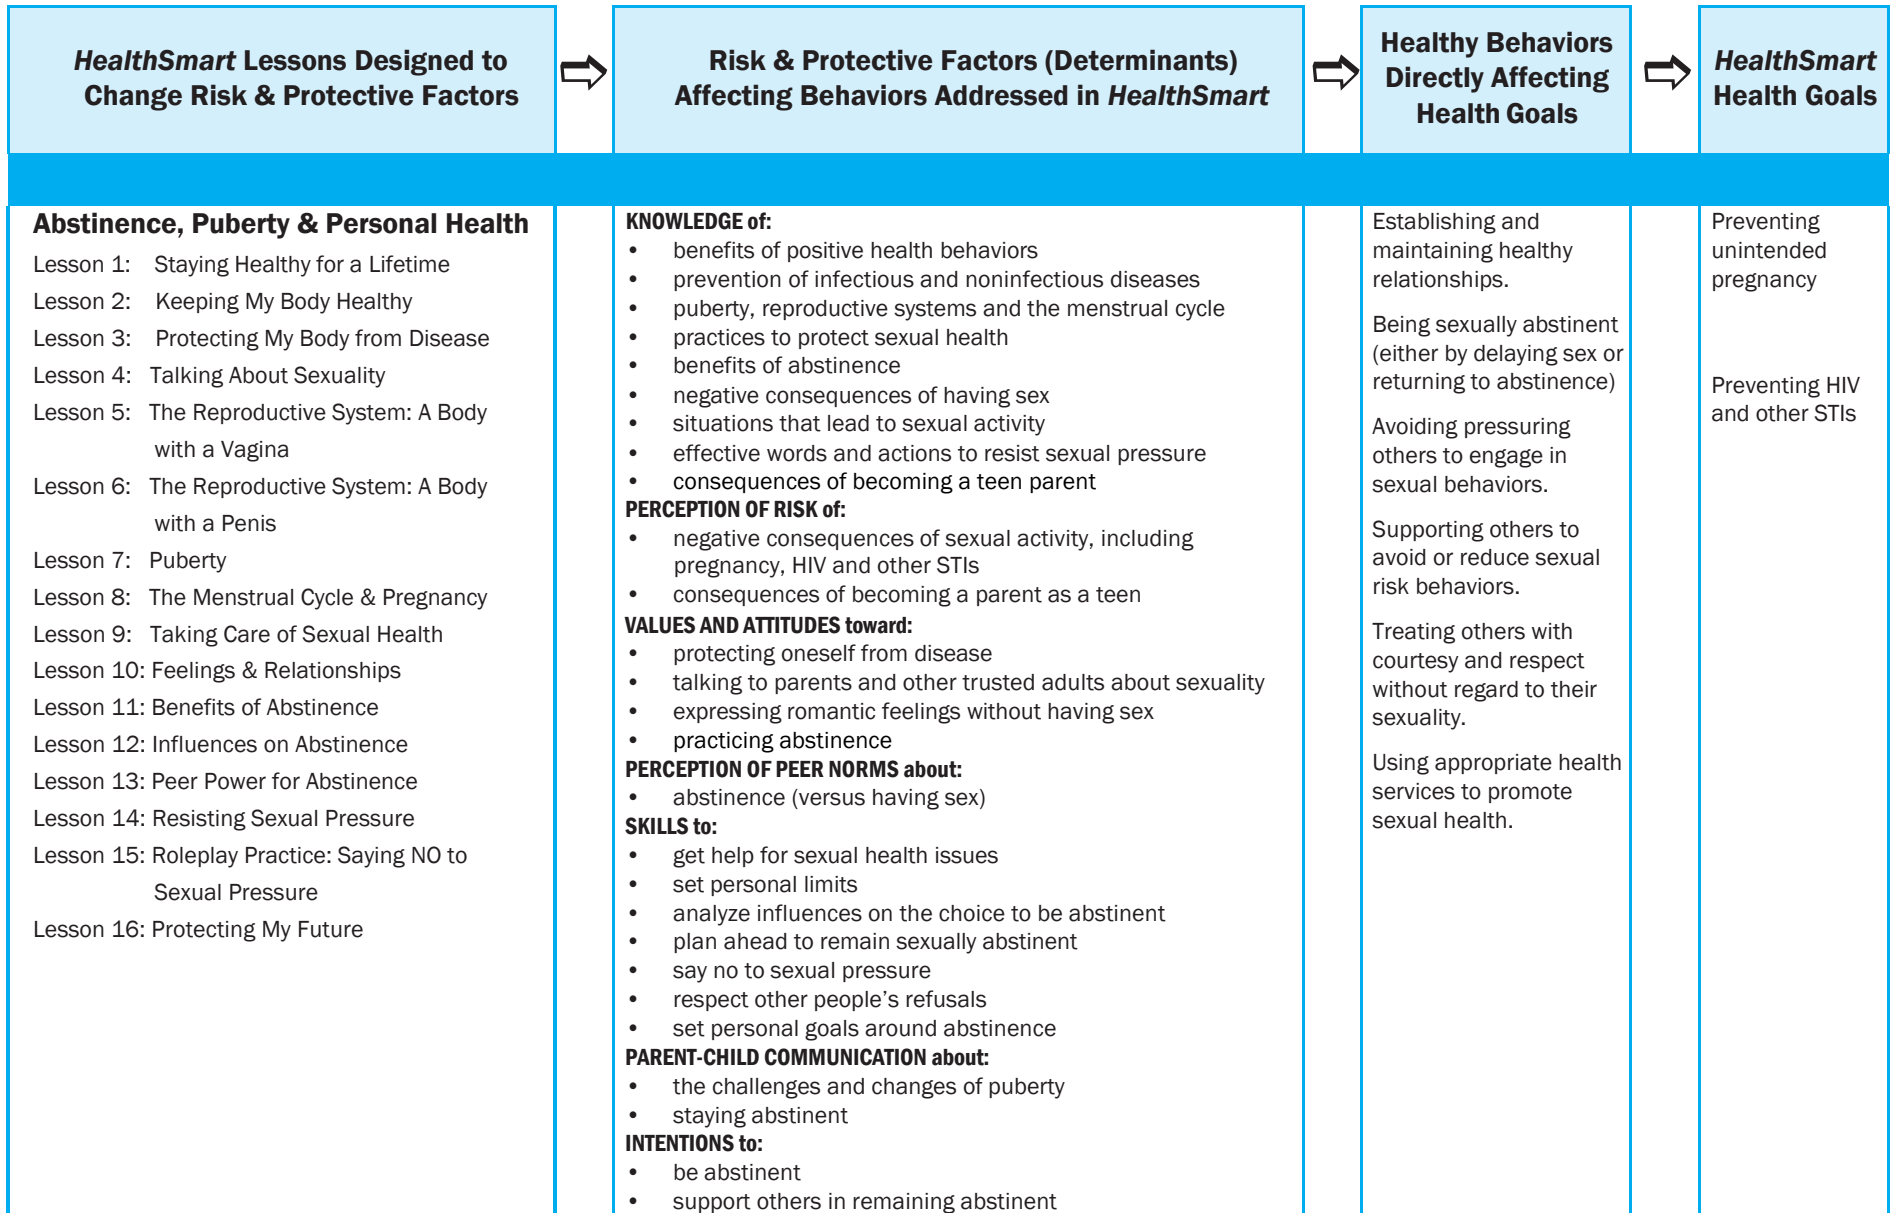 HealthSmart Lessons Designed to
Change Risk & Protective Factors
Risk & Protective Factors (Determinants)
Affecting Behaviors Addressed in HealthSmart
Healthy Behaviors
Directly Affecting
Health Goals
HealthSmart
Health Goals
Abstinence, Puberty & Personal Health
Lesson 1: Staying Healthy for a Lifetime
Lesson 2: Keeping My Body Healthy
Lesson 3: Protecting My Body from Disease
Lesson 4: Talking About Sexuality
Lesson 5: The Reproductive System: A Body
with a Vagina
Lesson 6: The Reproductive System: A Body
with a Penis
Lesson 7: Puberty
Lesson 8: The Menstrual Cycle & Pregnancy
Lesson 9: Taking Care of Sexual Health
Lesson 10: Feelings & Relationships
Lesson 11: Benefits of Abstinence
Lesson 12: Influences on Abstinence
Lesson 13: Peer Power for Abstinence
Lesson 14: Resisting Sexual Pressure
Lesson 15: Roleplay Practice: Saying NO to
Sexual Pressure
Lesson 16: Protecting My Future
KNOWLEDGE of:
• benefits of positive health behaviors
• prevention of infectious and noninfectious diseases
• puberty, reproductive systems and the menstrual cycle
• practices to protect sexual health
• benefits of abstinence
• negative consequences of having sex
• situations that lead to sexual activity
• effective words and actions to resist sexual pressure
• consequences of becoming a teen parent
PERCEPTION OF RISK of:
• negative consequences of sexual activity, including
pregnancy, HIV and other STIs
• consequences of becoming a parent as a teen
VALUES AND ATTITUDES toward:
• protecting oneself from disease
• talking to parents and other trusted adults about sexuality
• expressing romantic feelings without having sex
• practicing abstinence
PERCEPTION OF PEER NORMS about:
• abstinence (versus having sex)
SKILLS to:
• get help for sexual health issues
• set personal limits
• analyze influences on the choice to be abstinent
• plan ahead to remain sexually abstinent
• say no to sexual pressure
• respect other people’s refusals
• set personal goals around abstinence
PARENT-CHILD COMMUNICATION about:
• the challenges and changes of puberty
• staying abstinent
INTENTIONS to:
• be abstinent
• support others in remaining abstinent
Establishing and
maintaining healthy
relationships.
Being sexually abstinent
(either by delaying sex or
returning to abstinence)
Avoiding pressuring
others to engage in
sexual behaviors.
Supporting others to
avoid or reduce sexual
risk behaviors.
Treating others with
courtesy and respect
without regard to their
sexuality.
Using appropriate health
services to promote
sexual health.
Preventing
unintended
pregnancy
Preventing HIV
and other STIs